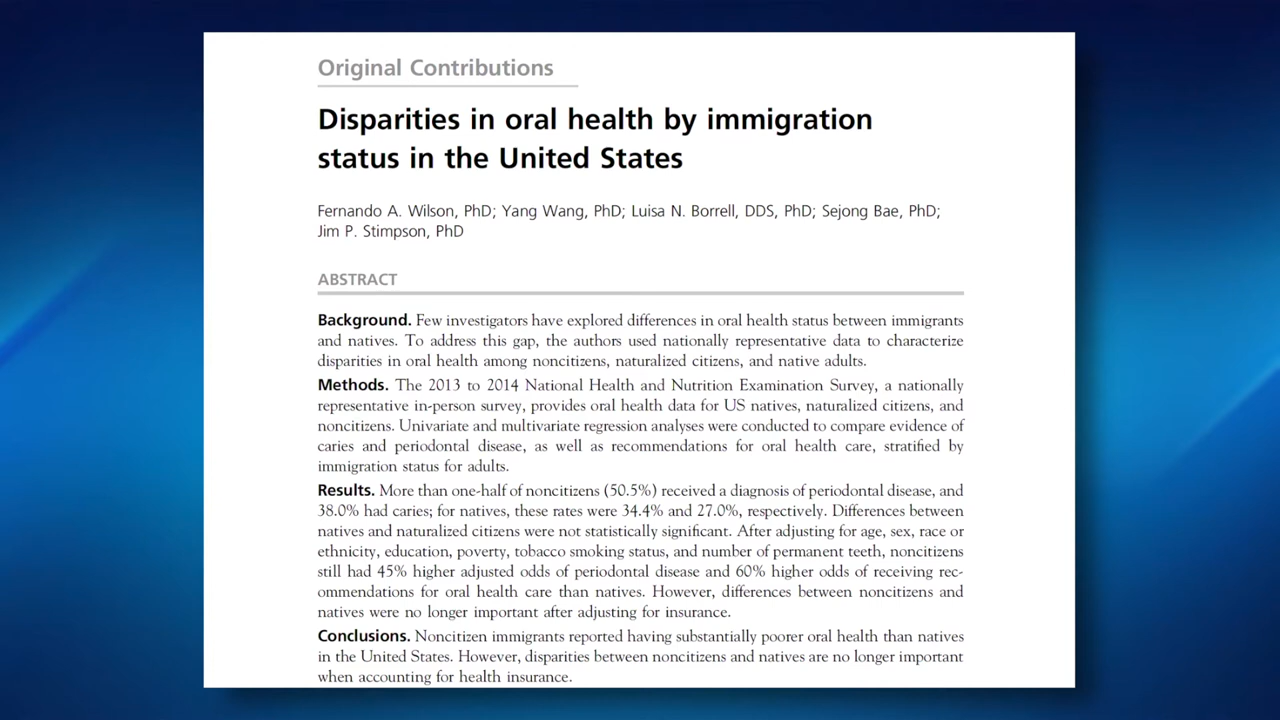 Original Contributions
Disparities in oral health by immigration
status in the United States
Fernando A. Wilson, PhD; Yang Wang, PhD; Luisa N. Borrell, DDS, PhD; Sejong Bae, PhD;
Jim P. Stimpson, PhD
ABSTRACT
Background. Few investigators have explored differences in oral health status between immigrants
and natives. To address this gap, the authors used nationally representative data to characterize
disparities in oral health among noncitizens, naturalized citizens, and native adults.
Methods. The 2013 to 2014 National Health and Nutrition Examination Survey, a nationally
representative in-person survey, provides oral health data for US natives, naturalized citizens, and
noncitizens. Univariate and multivariate regression analyses were conducted to compare evidence of
caries and periodontal disease, as well as recommendations for oral health care, stratified by
immigration status for adults.
Results. More than one-half of noncitizens (50.5%) received a diagnosis of periodontal disease, and
38.0% had caries; for natives, these rates were 34.4% and 27.0%, respectively. Differences between
natives and naturalized citizens were not statistically significant. After adjusting for age, sex, race or
ethnicity, education, poverty, tobacco smoking status, and number of permanent teeth, noncitizens
still had 45% higher adjusted odds of periodontal disease and 60% higher odds of receiving rec-
ommendations for oral health care than natives. However, differences between noncitizens and
natives were no longer important after adjusting for insurance.
Conclusions. Noncitizen immigrants reported having substantially poorer oral health than natives
in the United States. However, disparities between noncitizens and natives are no longer important
when accounting for health insurance.